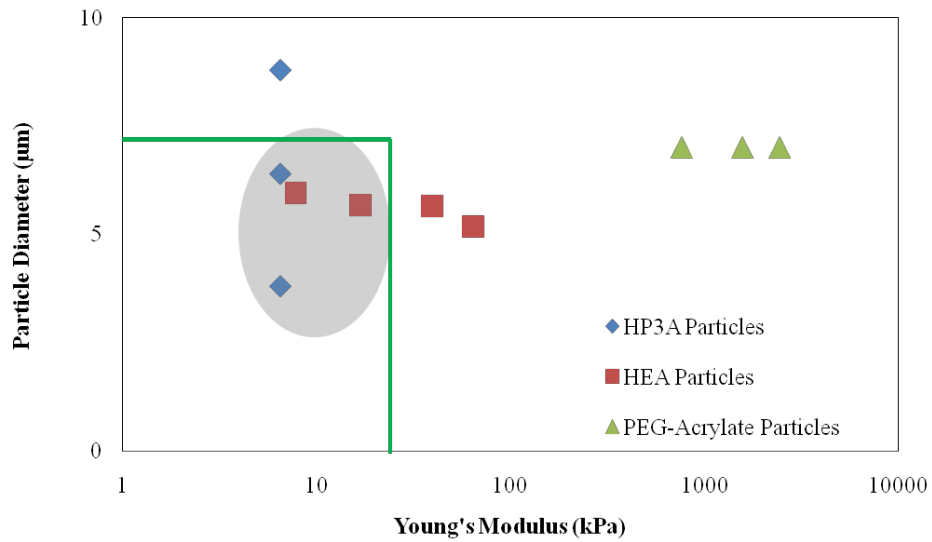 10
5
0
Particle Diameter (µm)
HP3A Particles
HEA Particles
PEG-Acrylate Particles
1 10 100 1000 10000
Young's Modulus (kPa)